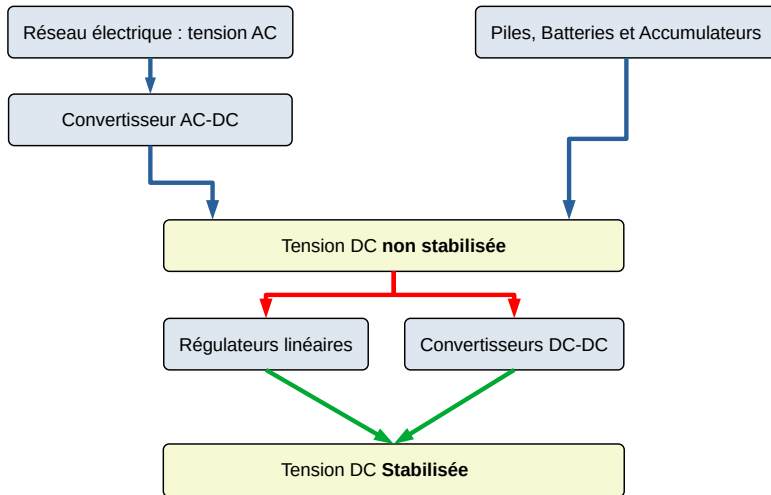 Réseau électrique : tension AC
Piles, Batteries et Accumulateurs
Convertisseur AC-DC
Tension DC non stabilisée
Régulateurs linéaires
Convertisseurs DC-DC
Tension DC Stabilisée